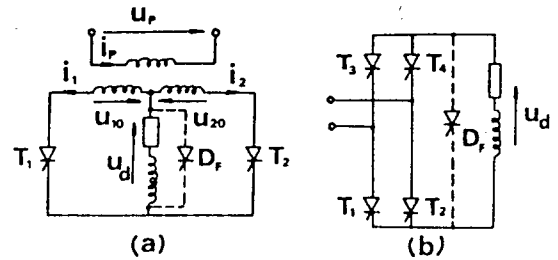 u_P
i_P
i_1
i_2
u_10
u_20
T_1
u_d
D_F
T_2
(a)
T_3
T_4
D_F
u_d
T_1
T_2
(b)